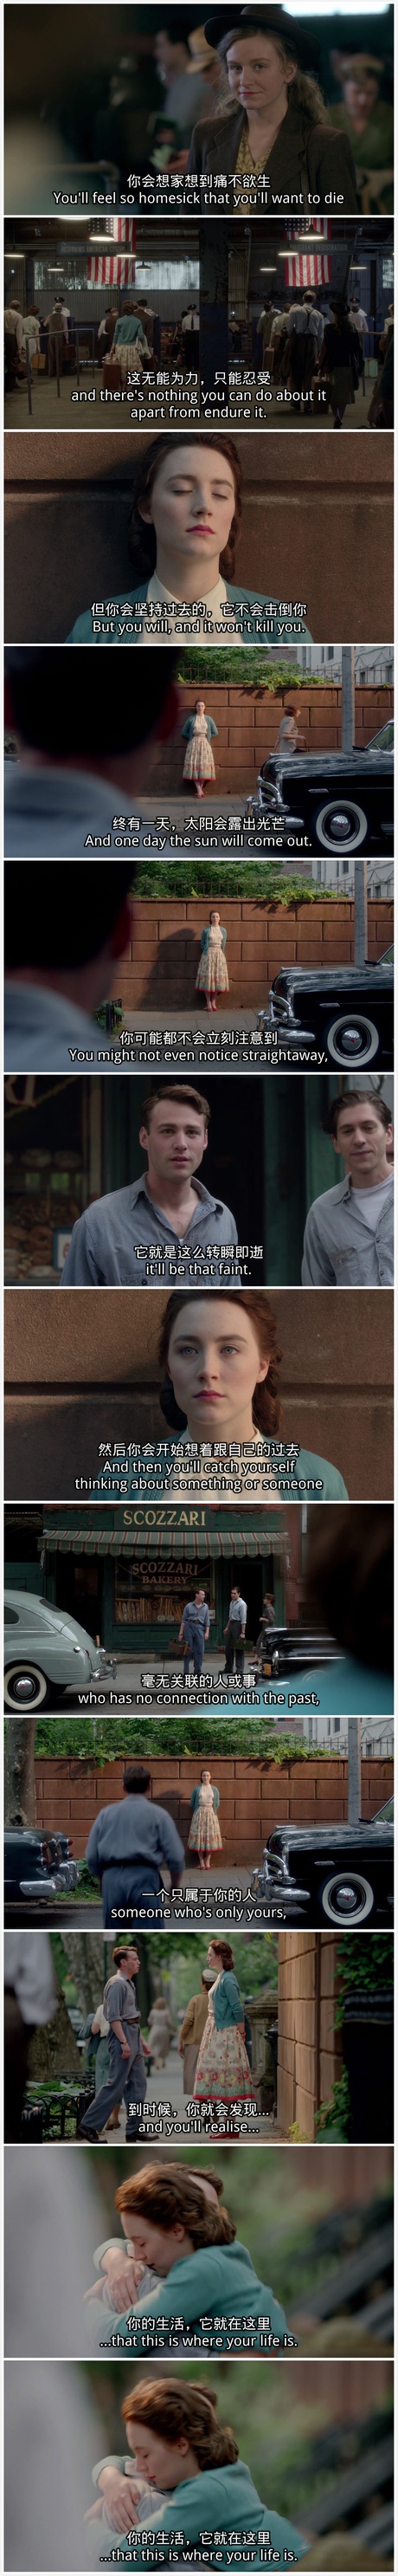 你会想家想到痛不欲生
You'll feel so homesick that you'll want to die
这无能为力，只能忍受
and there's nothing you can do about it
apart from endure it.
但你会坚持过去的，它不会击倒你
But you will, and it won't kill you.
终有一天，太阳会露出光芒
And one day the sun will come out.
你可能都不会立刻注意到
You might not even notice straightaway,
它就是这么转瞬即逝
it'll be that faint.
然后你会开始想着跟自己的过去
And then you'll catch yourself
thinking about something or someone
SCOZZARI
SCOZZARI
BAKERY
毫无关联的人或事
who has no connection with the past,
一个只属于你的人
someone who's only yours,
到时候，你就会发现...
and you'll realise...
你的生活，它就在这里
...that this is where your life is.
你的生活，它就在这里
...that this is where your life is.